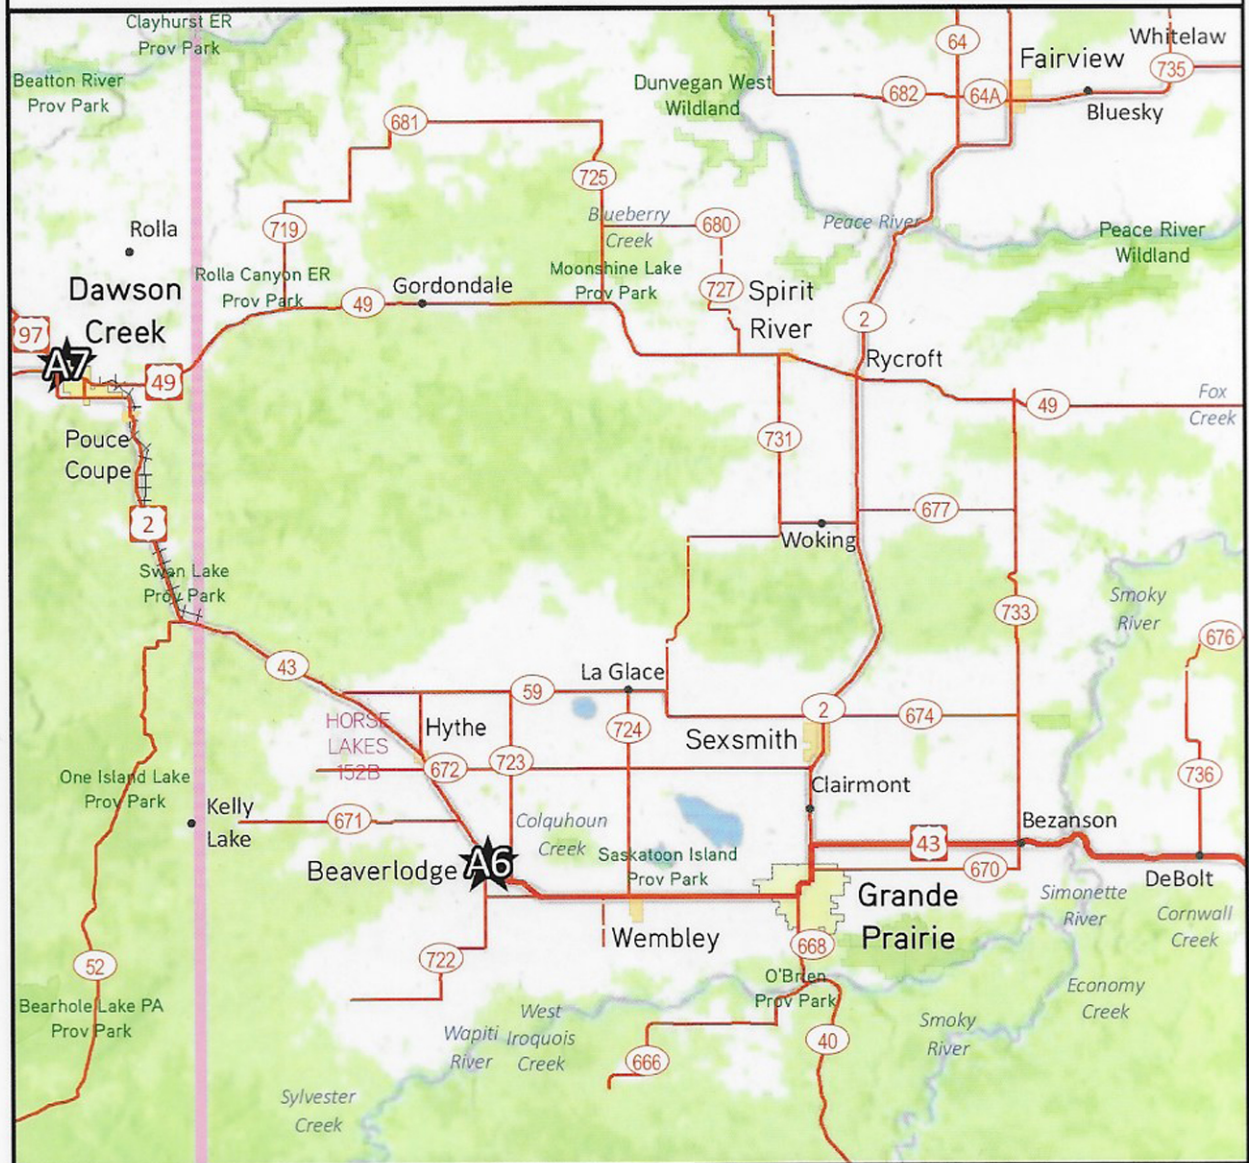 Clayhurst ER
Prov Park
64
Whitelaw
Fairview
735
Beatton River
Prov Park
Dunvegan West
Wildland
682
64A
Bluesky
681
725
Blueberry
Creek
680
Peace River
Peace River
Wildland
719
Rolla
Rolla Canyon ER
Prov Park
Moonshine Lake
Prov Park
Dawson
Creek
49
Gordondale
727
Spirit
River
2
97
A7
49
Rycroft
49
Fox
Creek
Pouce
Coupe
731
2
677
Woking
Swan Lake
Prov Park
Smoky
River
733
676
43
59
La Glace
2
674
HORSE
LAKES
152B
Hythe
724
Sexsmith
672
723
736
One Island Lake
Prov Park
Clairmont
Kelly
Lake
671
Colquhoun
Creek
Bezanson
43
Saskatoon Island
Prov Park
Beaverlodge
A6
670
DeBolt
Grande
Prairie
Simonette
River
Cornwall
Creek
Wembley
668
722
52
O'Brien
Prov Park
Economy
Creek
Bearhole Lake PA
Prov Park
West
Iroquois
Creek
Wapiti
River
Smoky
River
40
666
Sylvester
Creek